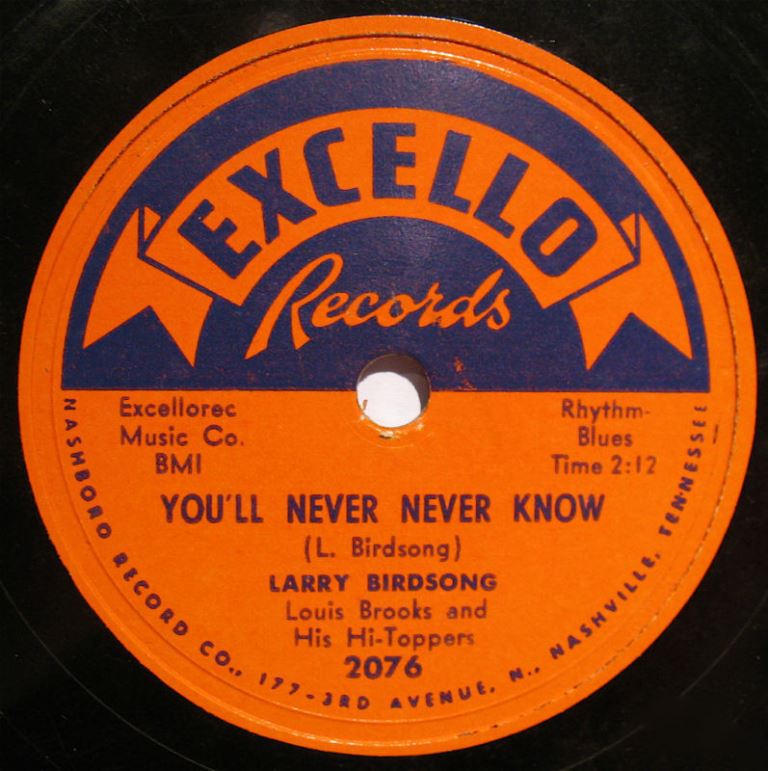 EXCELLO
Records
Excellorec
Music Co.
BMI
Rhythm-
Blues
Time 2:12
YOU'LL NEVER NEVER KNOW
(L. Birdsong)
LARRY BIRDSONG
Louis Brooks and
His Hi-Toppers
2076
NASHBORO RECORD CO., 177-3RD AVENUE, N., NASHVILLE, TENNESSEE